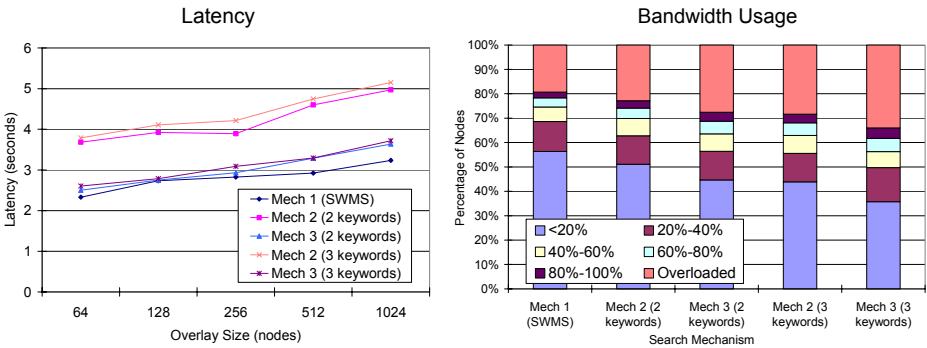 Latency
6
5
4
3
2
1
0
Latency (seconds)
Mech 1 (SWMS)
Mech 2 (2 keywords)
Mech 3 (2 keywords)
Mech 2 (3 keywords)
Mech 3 (3 keywords)
64 128 256 512 1024
Overlay Size (nodes)
Bandwidth Usage
100%
90%
80%
70%
60%
50%
40%
30%
20%
10%
0%
Percentage of Nodes
<20% 20%-40%
40%-60% 60%-80%
80%-100% Overloaded
Mech 1 Mech 2 (2 Mech 3 (2 Mech 2 (3 Mech 3 (3
(SWMS) keywords) keywords) keywords) keywords)
Search Mechanism